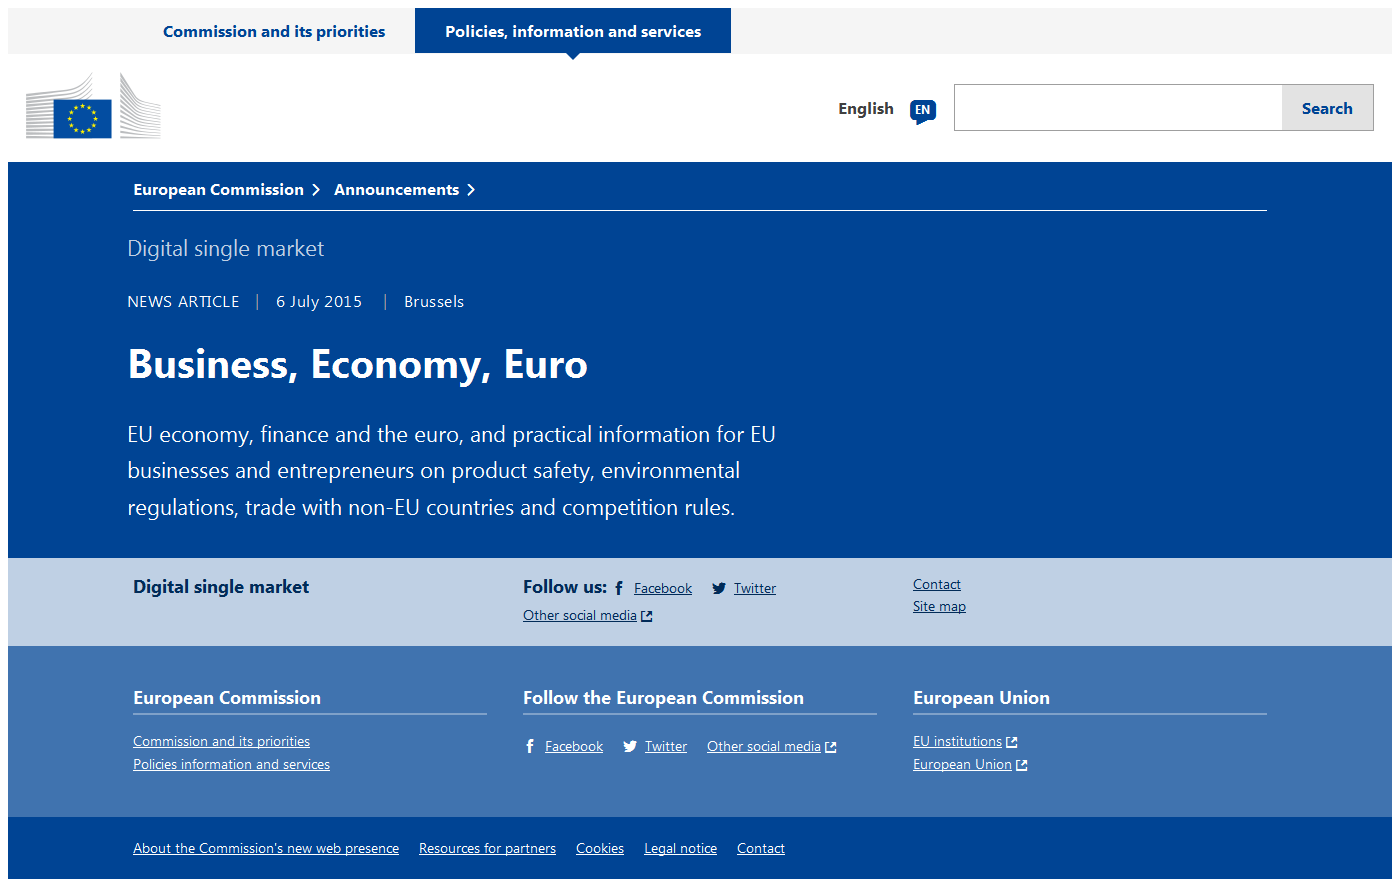 Commission and its priorities
Policies, information and services
English EN
Search
European Commission Announcements
Digital single market
NEWS ARTICLE | 6 July 2015 | Brussels
Business, Economy, Euro
EU economy, finance and the euro, and practical information for EU
businesses and entrepreneurs on product safety, environmental
regulations, trade with non-EU countries and competition rules.
Digital single market
Follow us: Facebook Twitter
Other social media
Contact
Site map
European Commission
Commission and its priorities
Policies information and services
Follow the European Commission
Facebook Twitter Other social media
European Union
EU institutions
European Union
About the Commission's new web presence Resources for partners Cookies Legal notice Contact